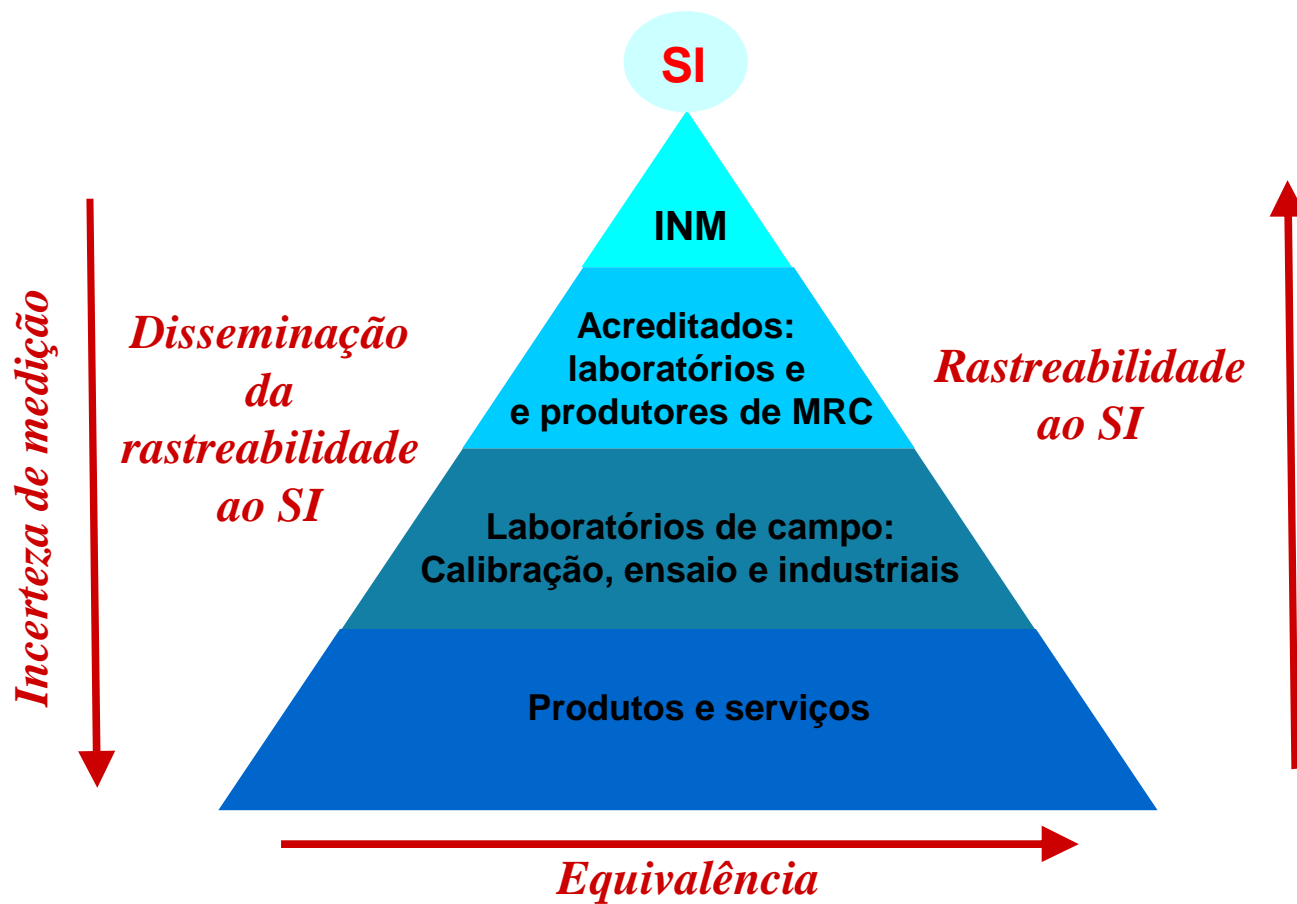 SI
INM
Acreditados:
laboratórios e
e produtores de MRC
Laboratórios de campo:
Calibração, ensaio e industriais
Produtos e serviços
Incerteza de medição
Disseminação
da
rastreabilidade
ao SI
Rastreabilidade
ao SI
Equivalência